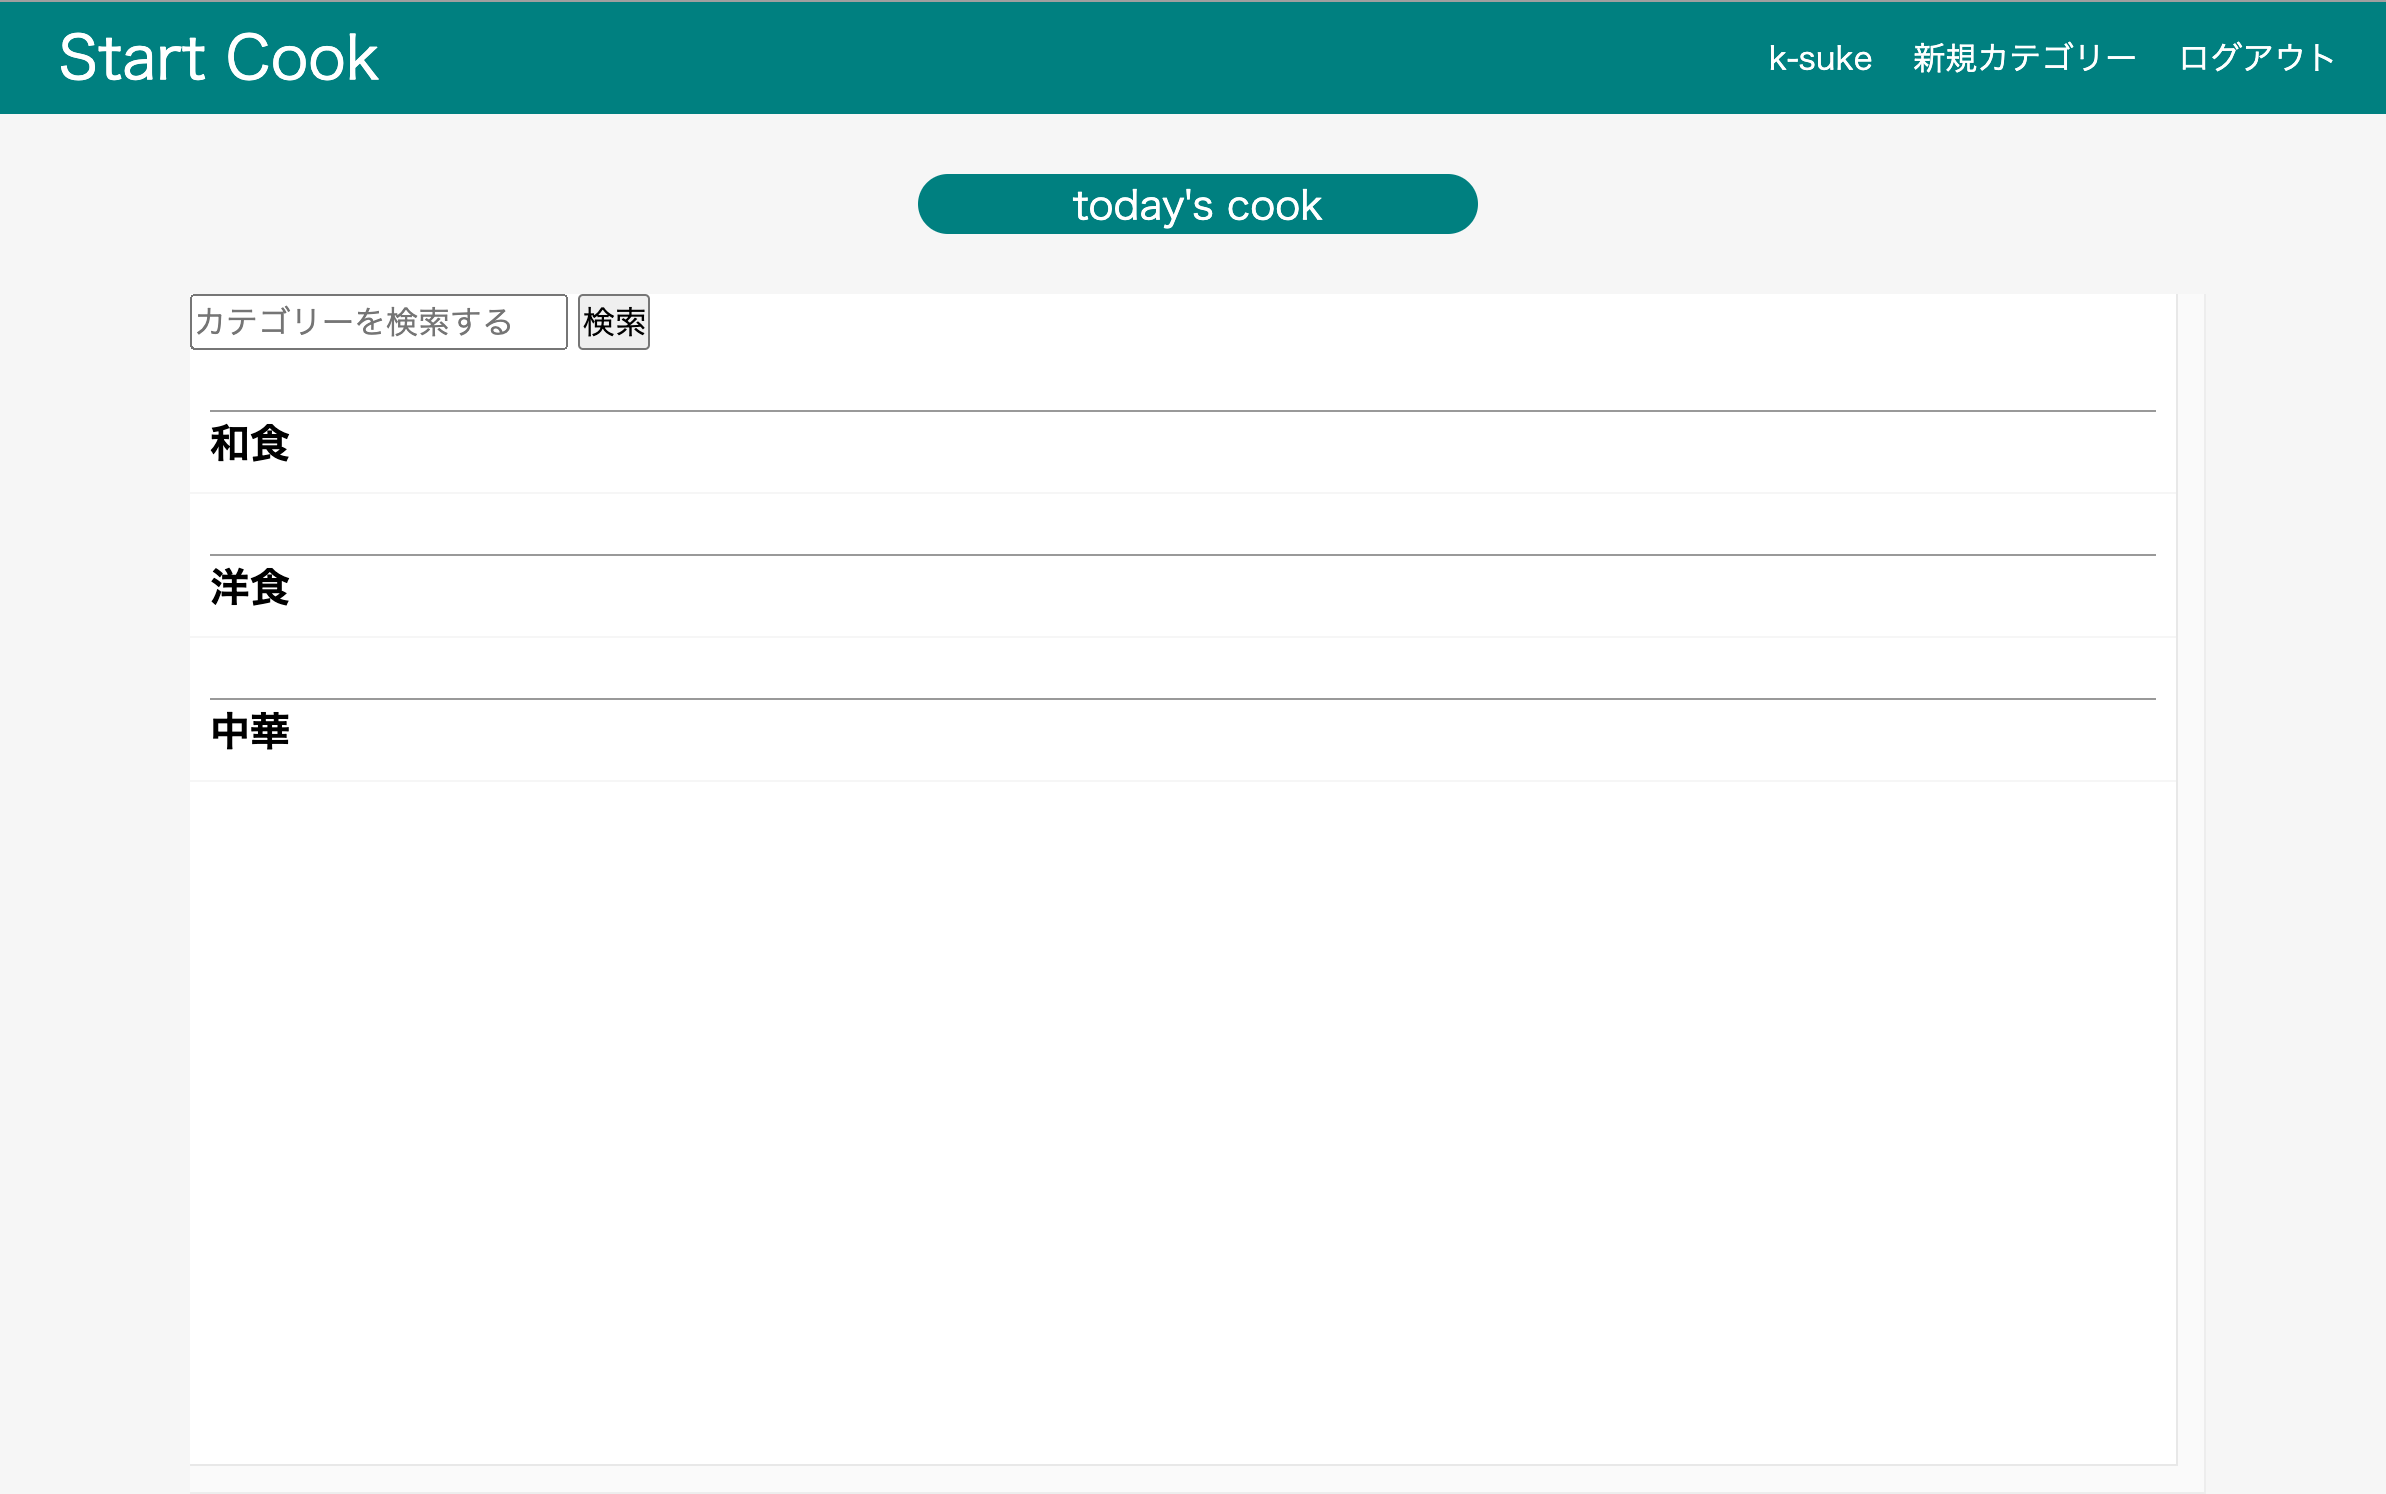 Start Cook
k-suke 新規カテゴリー ログアウト
today's cook
カテゴリーを検索する 検索
和食
洋食
中華